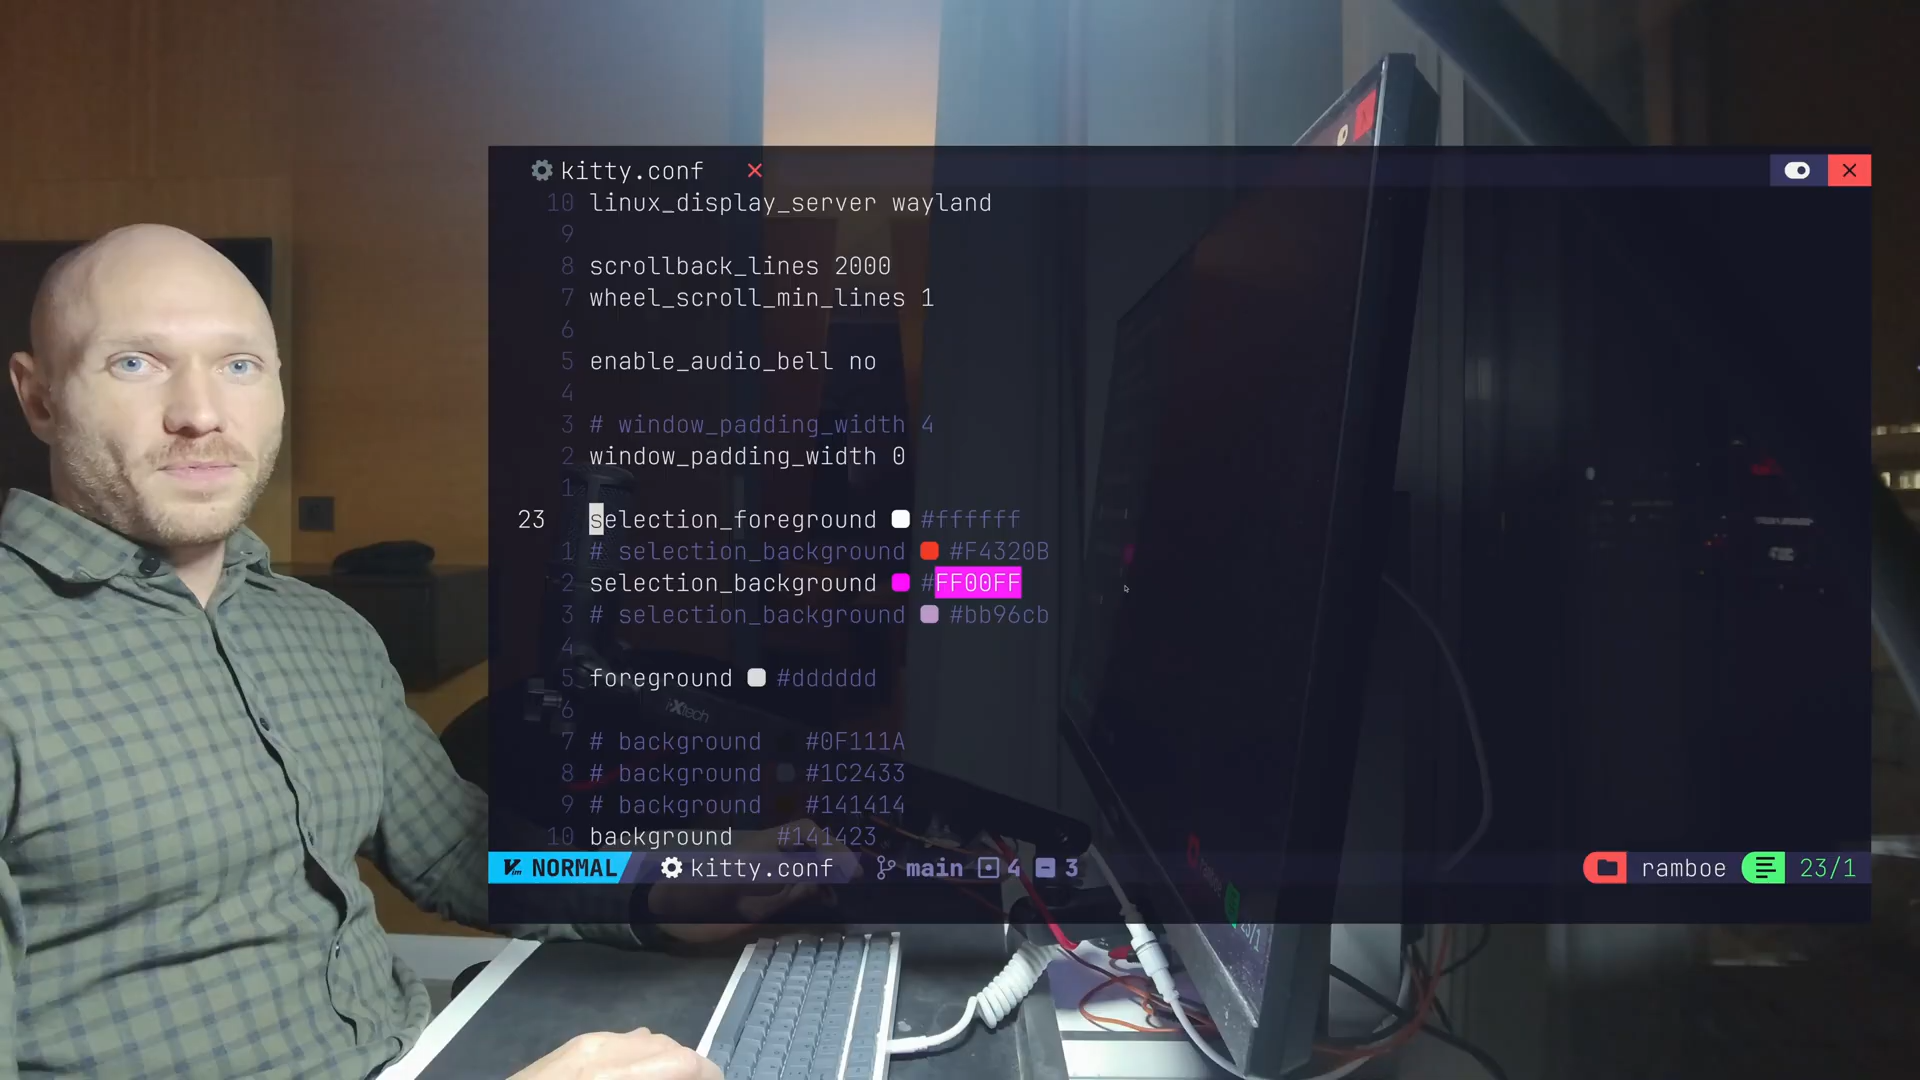 kitty.conf ×
10 linux_display_server wayland
9
8 scrollback_lines 2000
7 wheel_scroll_min_lines 1
6
5 enable_audio_bell no
4
3 # window_padding_width 4
2 window_padding_width 0
1
23 selection_foreground #ffffff
1 # selection_background #F4320B
2 selection_background #FF00FF
3 # selection_background #bb96cb
4
5 foreground #dddddd
6
7 # background #0F111A
8 # background #1C2433
9 # background #141414
10 background #141423
NORMAL kitty.conf main 4 3 ramboe 23/1